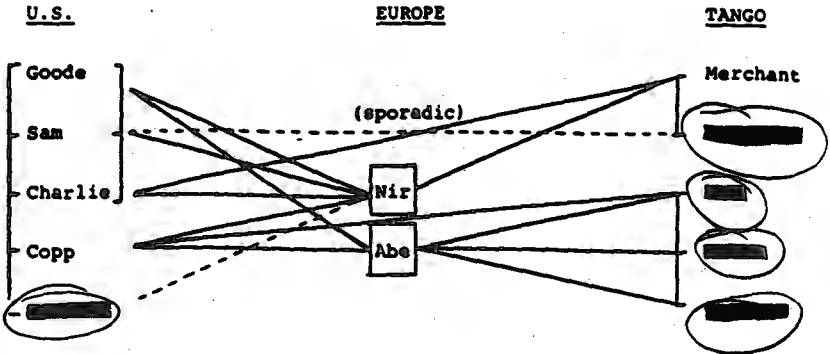 U.S. EUROPE TANGO
Goode Merchant
(sporadic)
Sam
Charlie Nir
Copp Abe